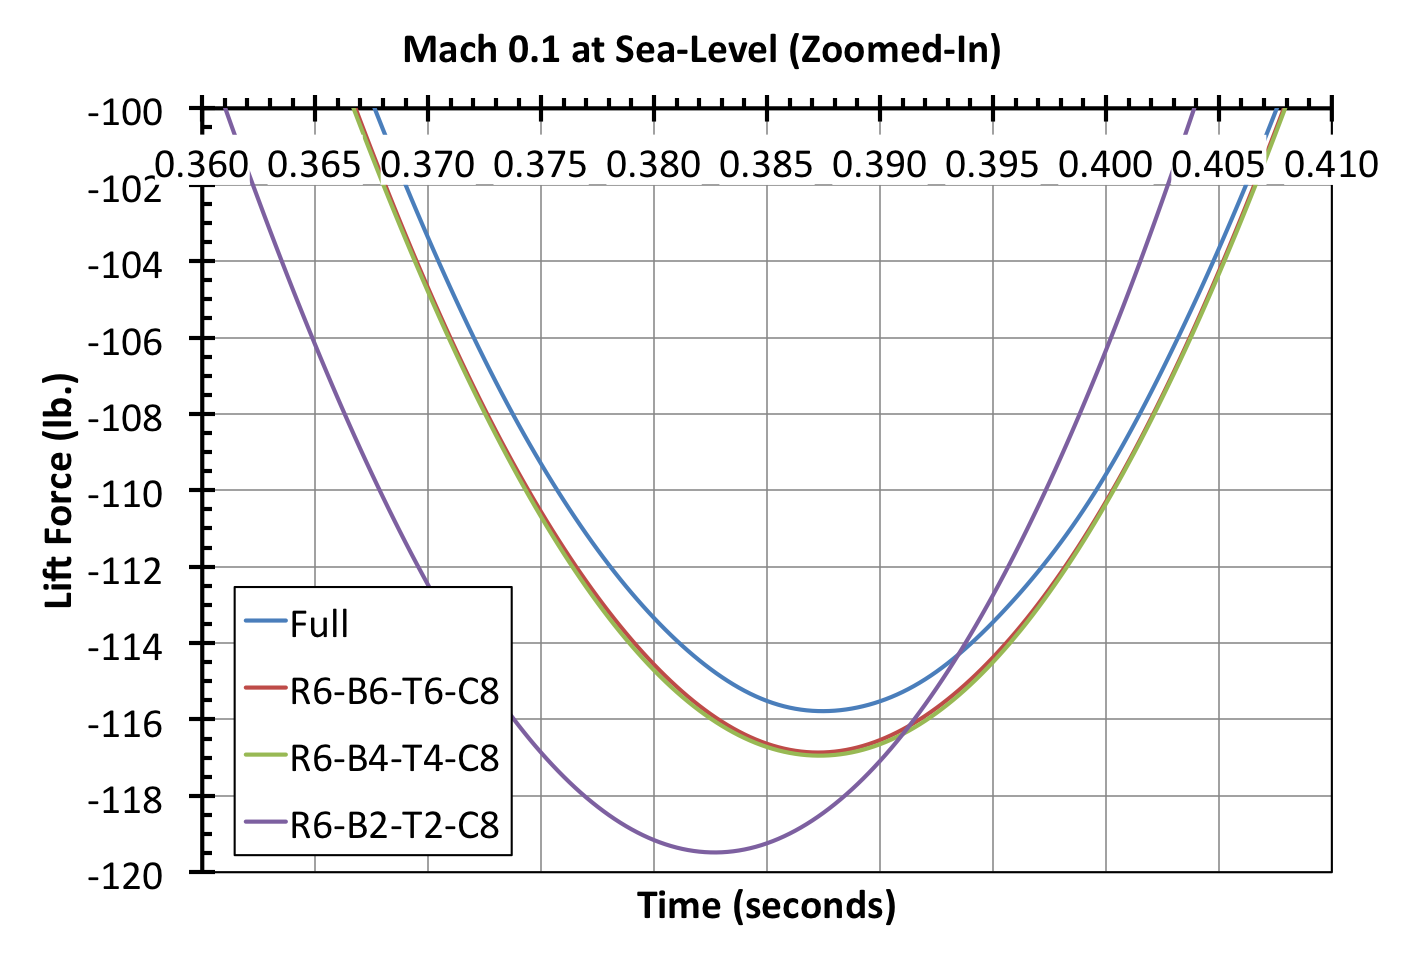 Mach 0.1 at Sea-Level (Zoomed-In)
-100
0.360 0.365 0.370 0.375 0.380 0.385 0.390 0.395 0.400 0.405 0.410
-102
-104
-106
-108
-110
-112
-114
-116
-118
-120
Lift Force (lb.)
Full
R6-B6-T6-C8
R6-B4-T4-C8
R6-B2-T2-C8
Time (seconds)